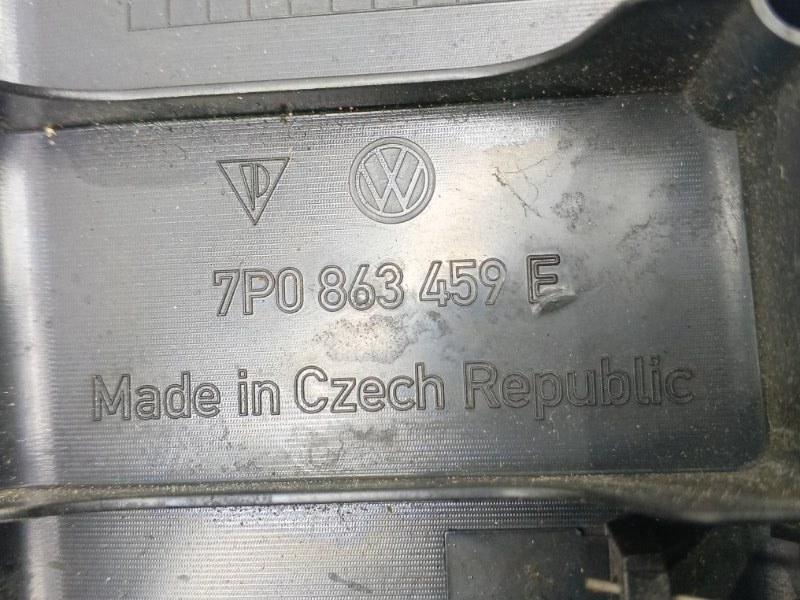 VW
7P0 863 459 E
Made in Czech Republic